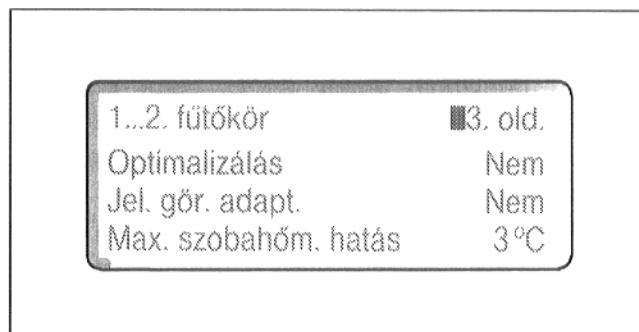 1...2. fűtőkör 3. old.
Optimalizálás Nem
Jel. gör. adapt. Nem
Max. szobahőm. hatás 3 °C